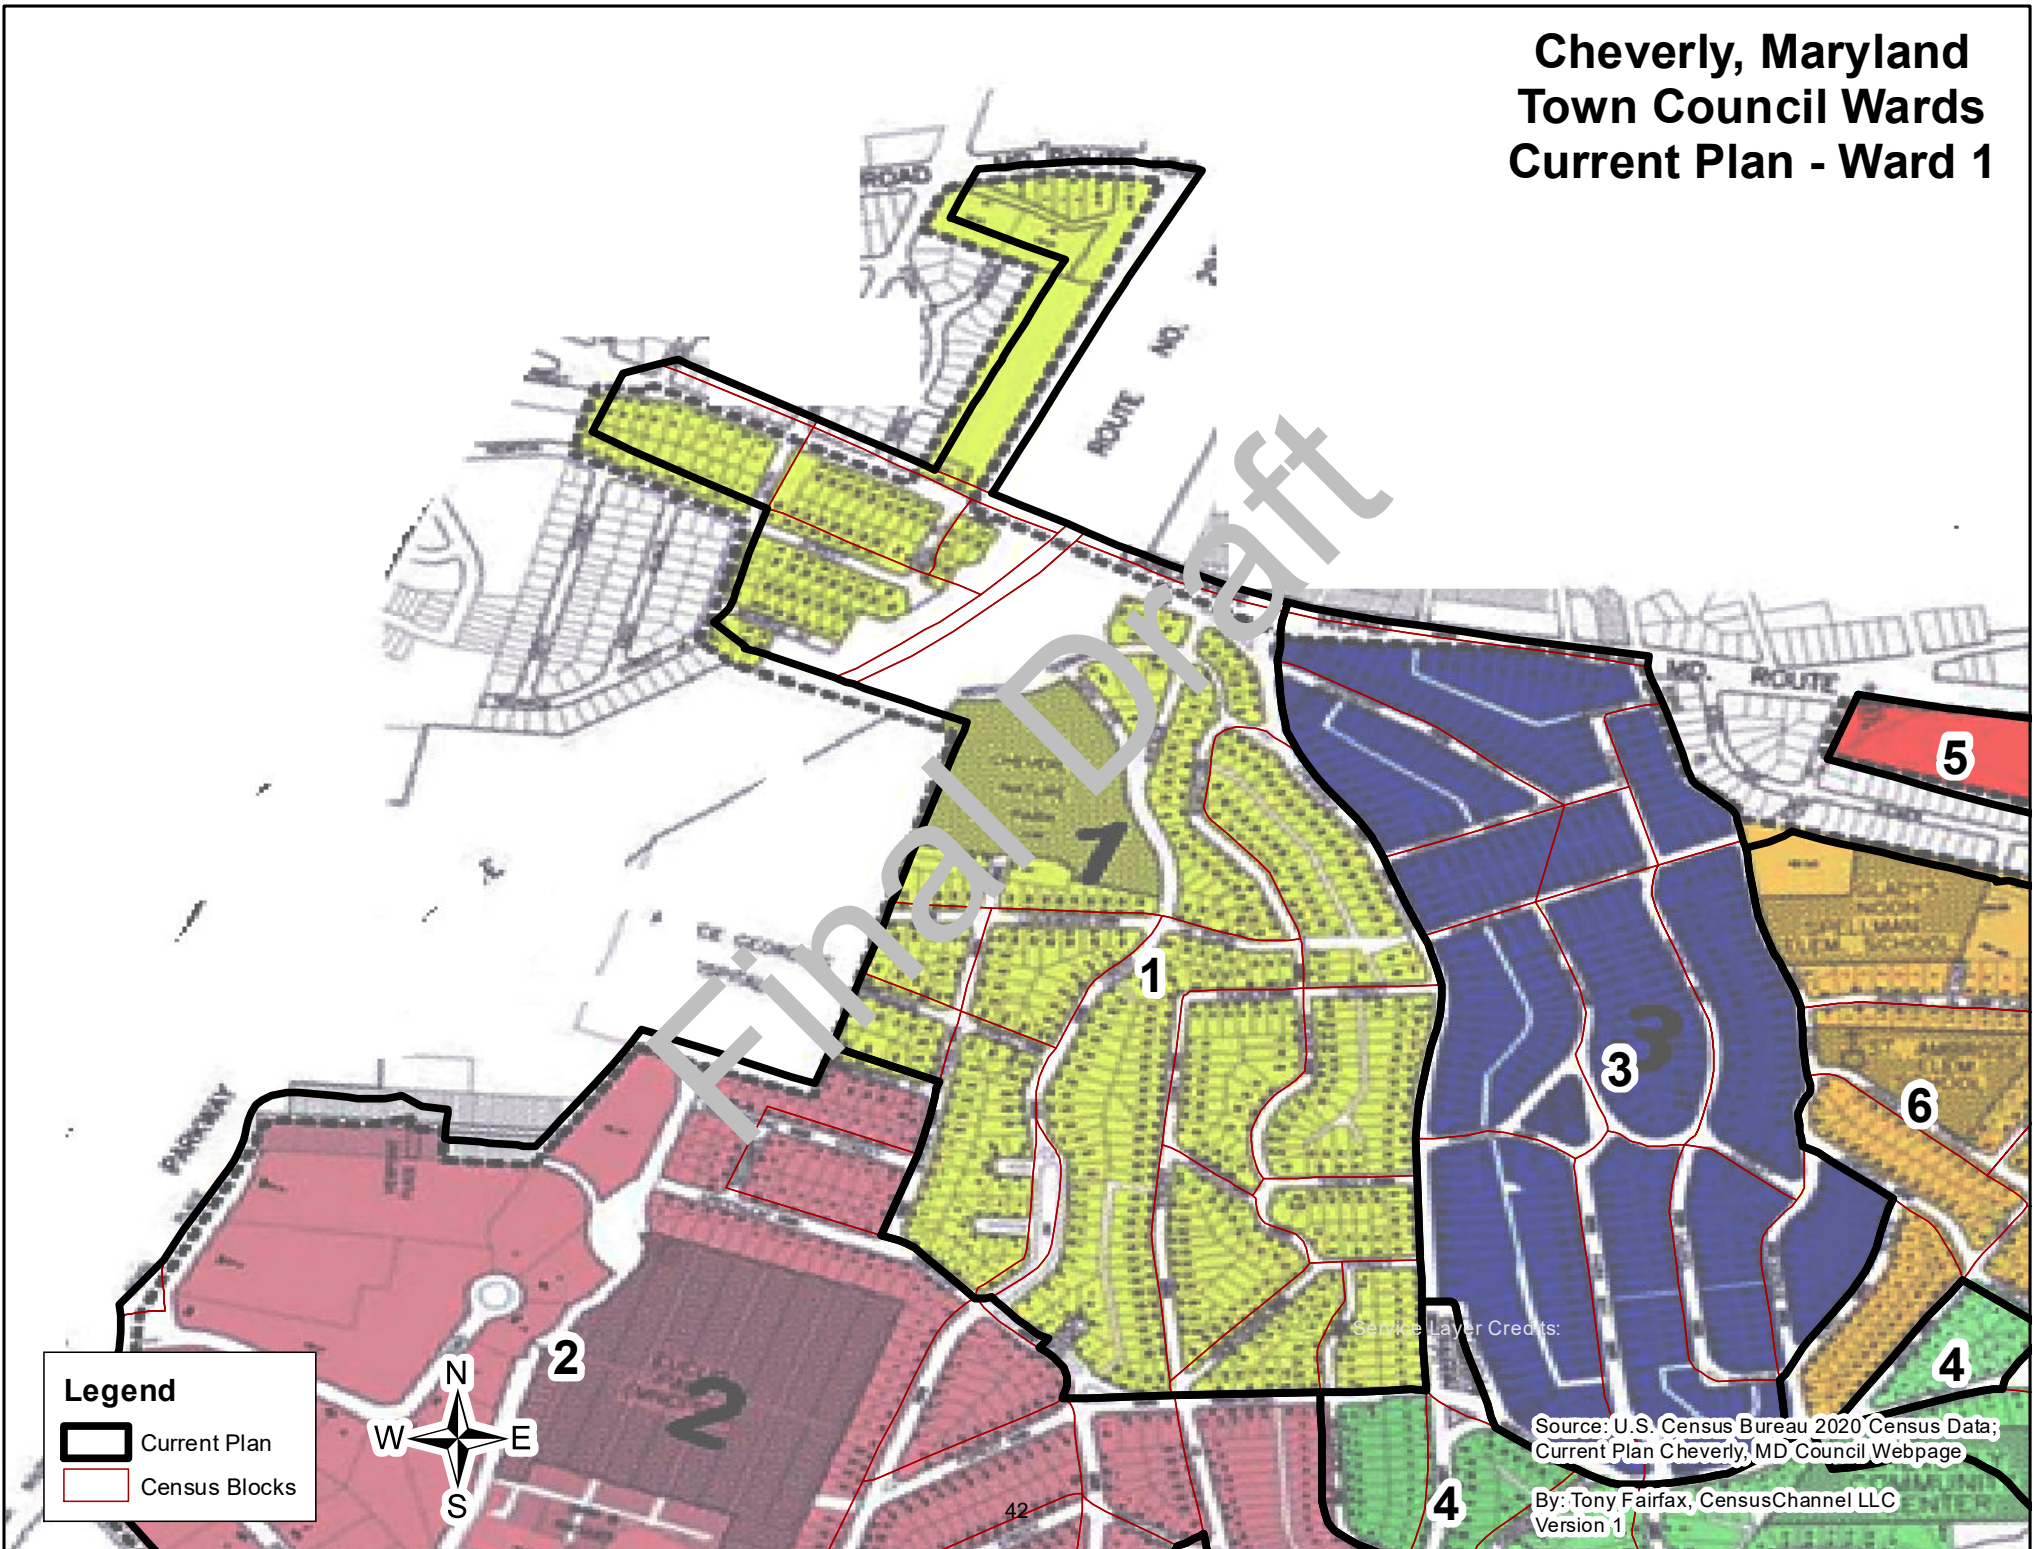 Cheverly, Maryland
Town Council Wards
Current Plan - Ward 1
ROAD
ROUTE NO.
MD. ROUTE
5
Final Draft
1
1
3
3
6
PARKWAY
2
2
4
4
Service Layer Credits:
Legend
Current Plan
Census Blocks
N
W E
S
42
Source: U.S. Census Bureau 2020 Census Data;
Current Plan Cheverly, MD Council Webpage
By: Tony Fairfax, CensusChannel LLC
Version 1